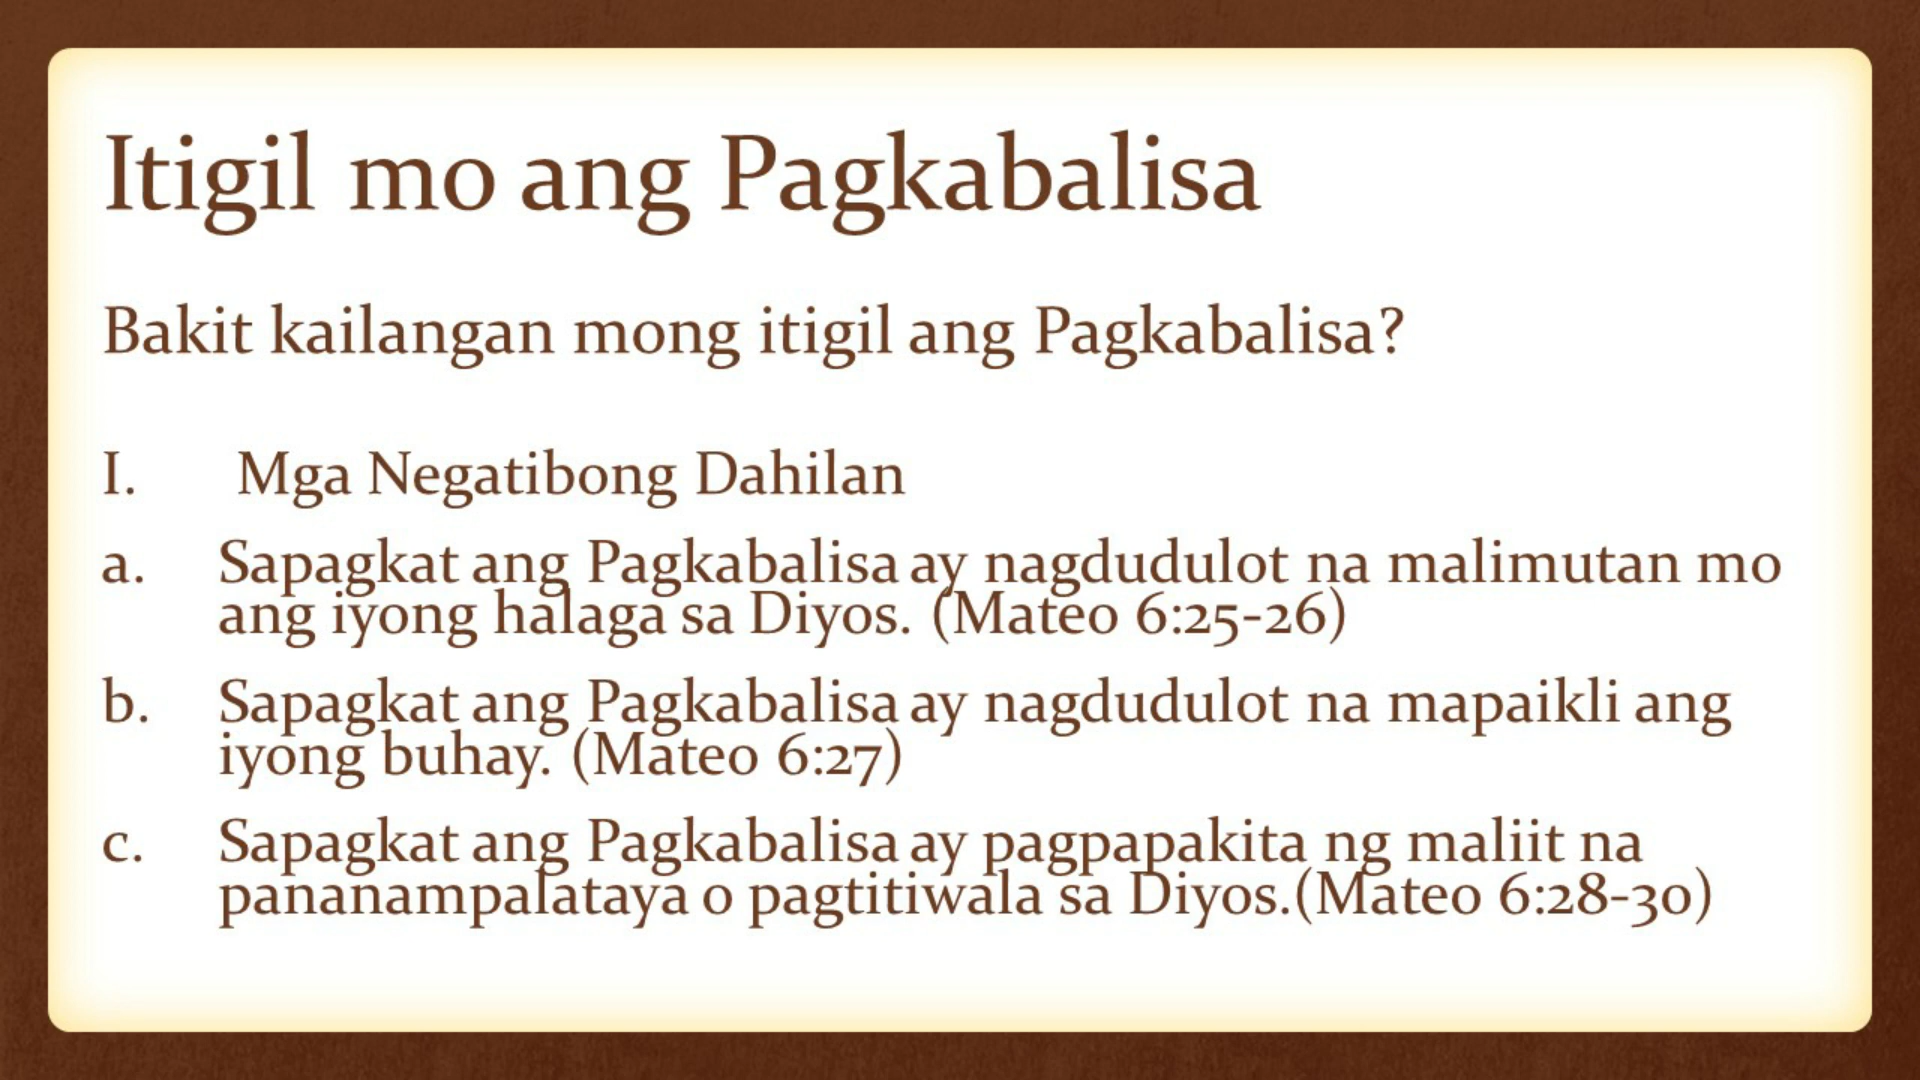 Itigil mo ang Pagkabalisa
Bakit kailangan mong itigil ang Pagkabalisa?
I. Mga Negatibong Dahilan
a. Sapagkat ang Pagkabalisa ay nagdudulot na malimutan mo
ang iyong halaga sa Diyos. (Mateo 6:25-26)
b. Sapagkat ang Pagkabalisa ay nagdudulot na mapaikli ang
iyong buhay. (Mateo 6:27)
c. Sapagkat ang Pagkabalisa ay pagpapakita ng maliit na
pananampalataya o pagtitiwala sa Diyos.(Mateo 6:28-30)